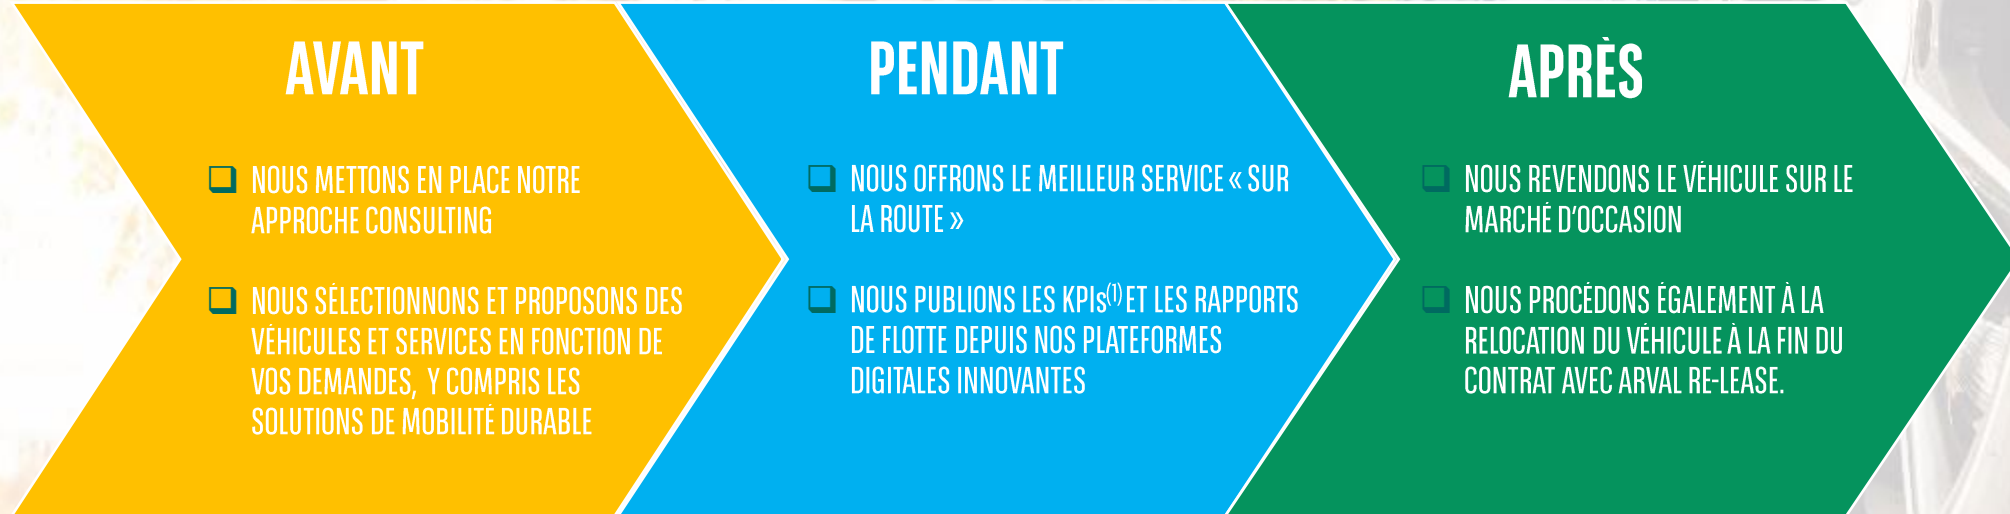 AVANT
NOUS METTONS EN PLACE NOTRE
APPROCHE CONSULTING
NOUS SÉLECTIONNONS ET PROPOSONS DES
VÉHICULES ET SERVICES EN FONCTION DE
VOS DEMANDES, Y COMPRIS LES
SOLUTIONS DE MOBILITÉ DURABLE
PENDANT
NOUS OFFRONS LE MEILLEUR SERVICE « SUR
LA ROUTE »
NOUS PUBLIONS LES KPIs(1) ET LES RAPPORTS
DE FLOTTE DEPUIS NOS PLATEFORMES
DIGITALES INNOVANTES
APRÈS
NOUS REVENDONS LE VÉHICULE SUR LE
MARCHÉ D’OCCASION
NOUS PROCÉDONS ÉGALEMENT À LA
RELOCATION DU VÉHICULE À LA FIN DU
CONTRAT AVEC ARVAL RE-LEASE.